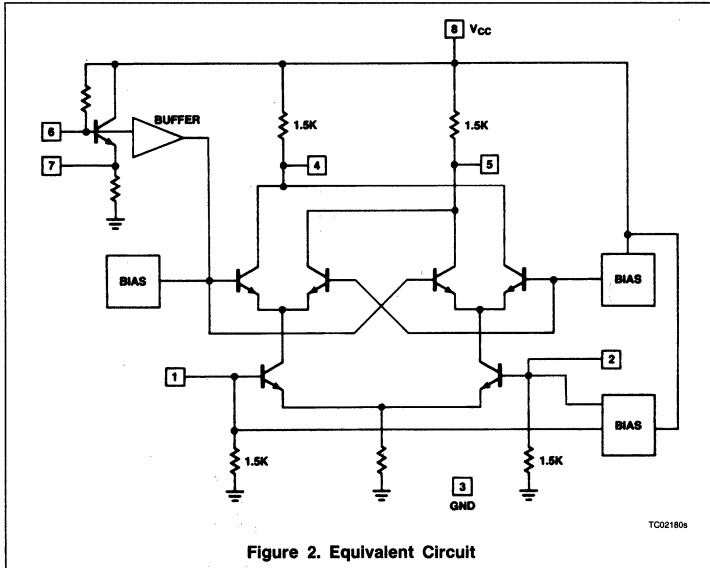 8 VCC
1.5K 1.5K
BUFFER
6
7
4 5
BIAS BIAS
1 2
BIAS
1.5K 1.5K
3
GND
TC02180s
Figure 2. Equivalent Circuit